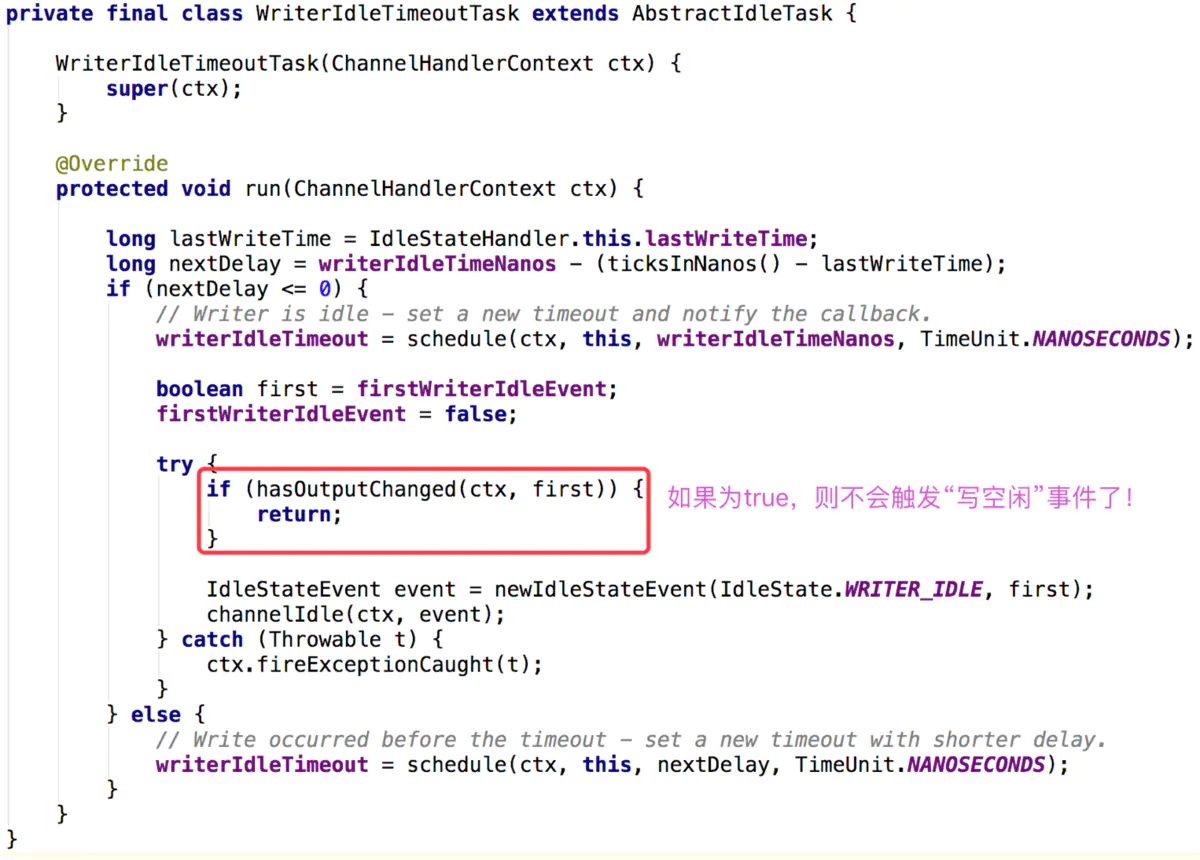 private final class WriterIdleTimeoutTask extends AbstractIdleTask {
WriterIdleTimeoutTask(ChannelHandlerContext ctx) {
super(ctx);
}
@Override
protected void run(ChannelHandlerContext ctx) {
long lastWriteTime = IdleStateHandler.this.lastWriteTime;
long nextDelay = writerIdleTimeNanos - (ticksInNanos() - lastWriteTime);
if (nextDelay <= 0) {
// Writer is idle - set a new timeout and notify the callback.
writerIdleTimeout = schedule(ctx, this, writerIdleTimeNanos, TimeUnit.NANOSECONDS);
boolean first = firstWriterIdleEvent;
firstWriterIdleEvent = false;
try {
if (hasOutputChanged(ctx, first)) { 如果为true，则不会触发“写空闲”事件了！
return;
}
IdleStateEvent event = newIdleStateEvent(IdleState.WRITER_IDLE, first);
channelIdle(ctx, event);
} catch (Throwable t) {
ctx.fireExceptionCaught(t);
}
} else {
// Write occurred before the timeout - set a new timeout with shorter delay.
writerIdleTimeout = schedule(ctx, this, nextDelay, TimeUnit.NANOSECONDS);
}
}
}